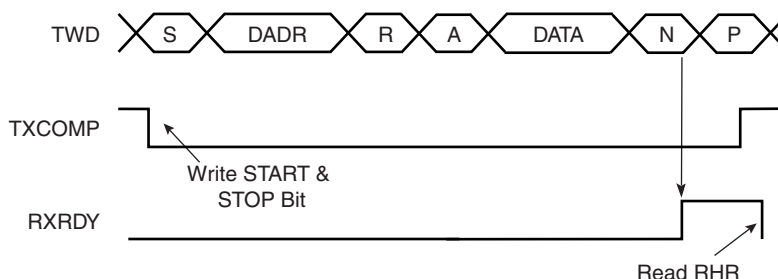 TWD S DADR R A DATA N P
TXCOMP
Write START &
STOP Bit
RXRDY
Read RHR